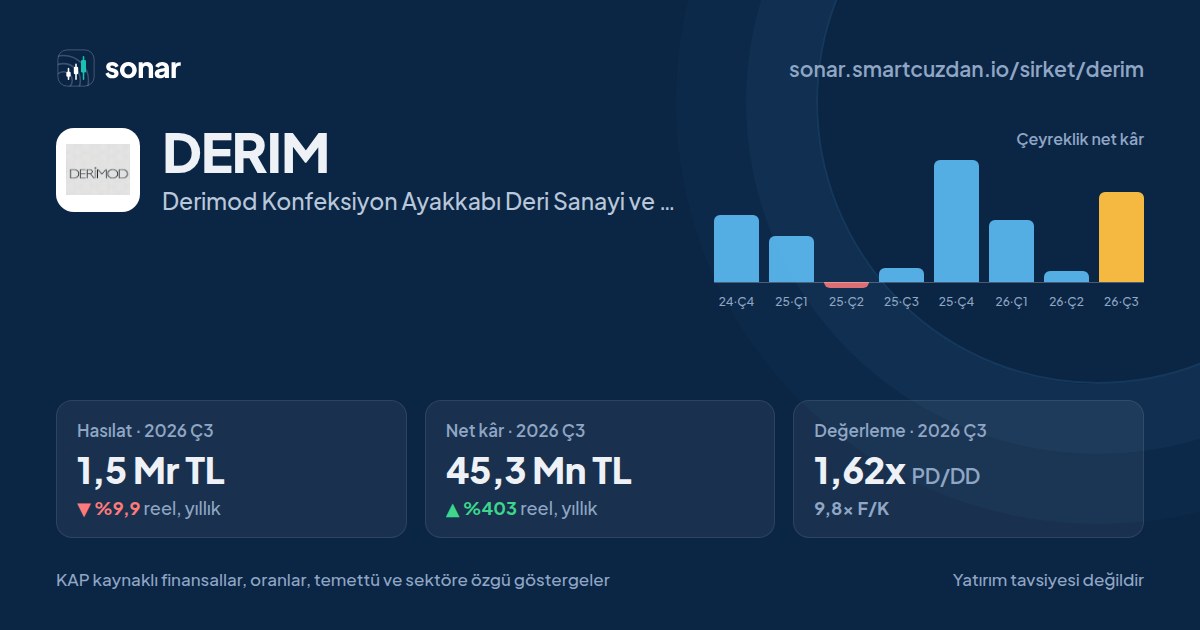 sonar
sonar.smartcuzdan.io/sirket/derim
DERİMOD
DERIM
Derimod Konfeksiyon Ayakkabı Deri Sanayi ve ...
Çeyreklik net kâr
24·Ç4 25·Ç1 25·Ç2 25·Ç3 25·Ç4 26·Ç1 26·Ç2 26·Ç3
Hasılat · 2026 Ç3
1,5 Mr TL
▼ %9,9 reel, yıllık
Net kâr · 2026 Ç3
45,3 Mn TL
▲ %403 reel, yıllık
Değerleme · 2026 Ç3
1,62x PD/DD
9,8× F/K
KAP kaynaklı finansallar, oranlar, temettü ve sektöre özgü göstergeler
Yatırım tavsiyesi değildir